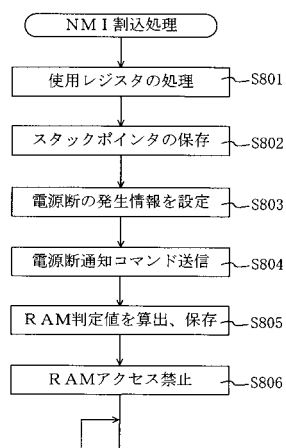 ＮＭＩ割込処理
使用レジスタの処理
S801
スタックポインタの保存
S802
電源断の発生情報を設定
S803
電源断通知コマンド送信
S804
ＲＡＭ判定値を算出、保存
S805
ＲＡＭアクセス禁止
S806